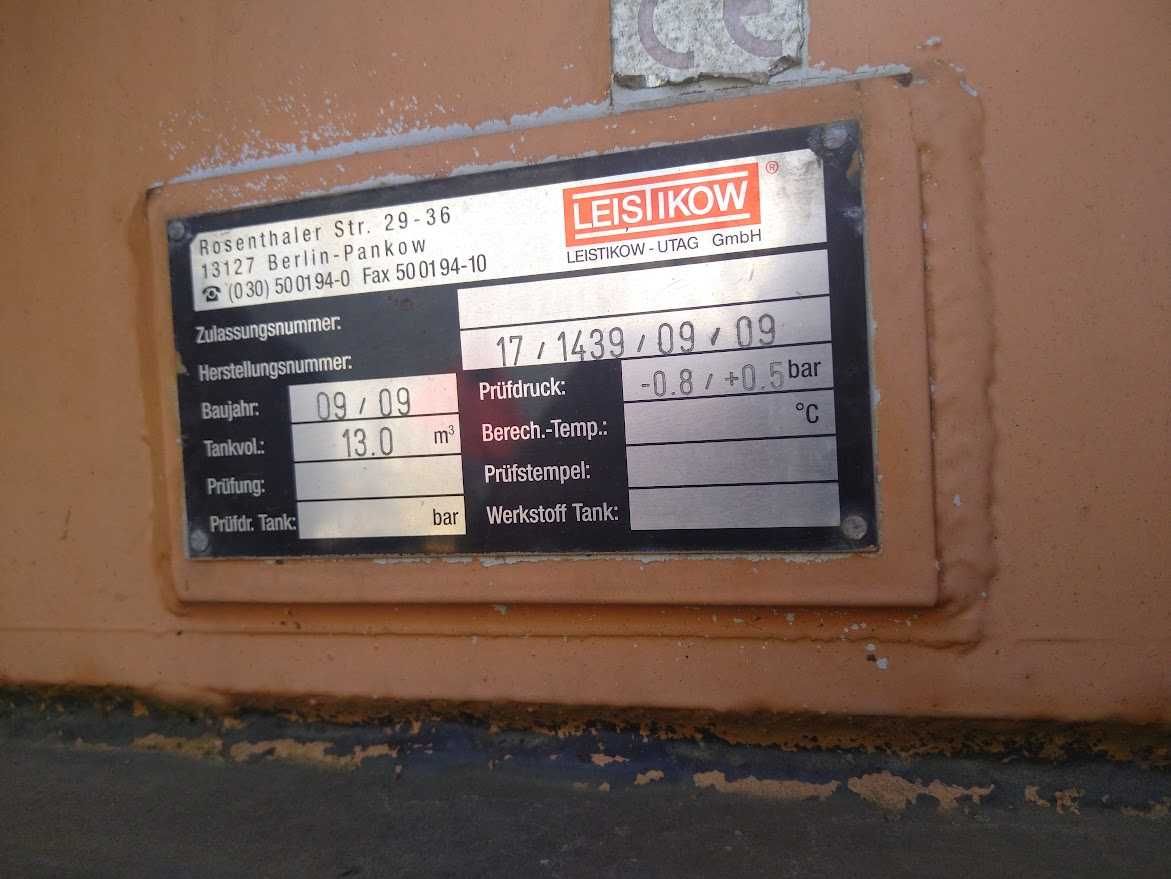 CE
Rosenthaler Str. 29-36
13127 Berlin-Pankow
☎ (030) 500194-0 Fax 500194-10
LEISTIKOW ®
LEISTIKOW-UTAG GmbH
Zulassungsnummer:
Herstellungsnummer: 17/1439/09/09
Baujahr: 09/09
Tankvol.: 13.0 m³
Prüfung:
Prüfdr. Tank: bar
Prüfdruck: -0.8/+0.5 bar
Berech.-Temp.: °C
Prüfstempel:
Werkstoff Tank: